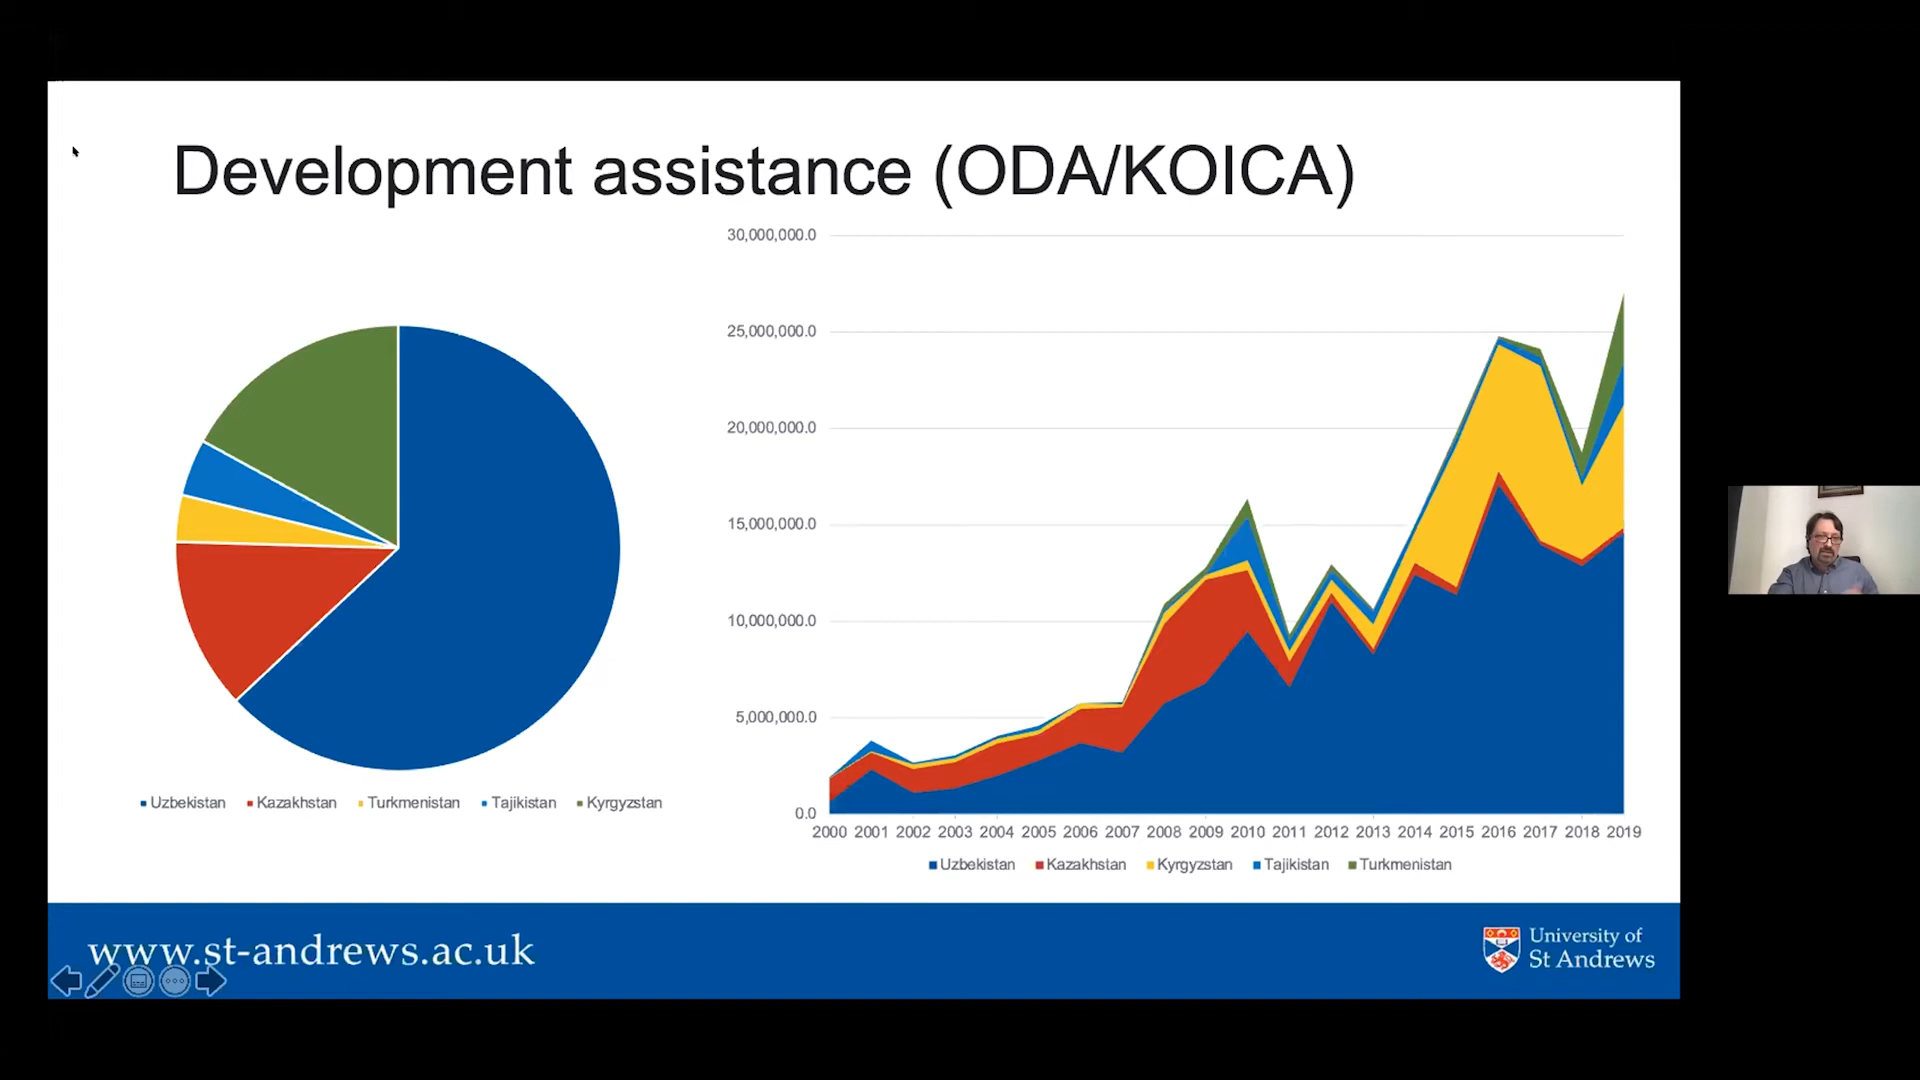 Development assistance (ODA/KOICA)
Uzbekistan Kazakhstan Turkmenistan Tajikistan Kyrgyzstan
30,000,000.0
25,000,000.0
20,000,000.0
15,000,000.0
10,000,000.0
5,000,000.0
0.0
2000 2001 2002 2003 2004 2005 2006 2007 2008 2009 2010 2011 2012 2013 2014 2015 2016 2017 2018 2019
Uzbekistan Kazakhstan Kyrgyzstan Tajikistan Turkmenistan
www.st-andrews.ac.uk
University of
St Andrews